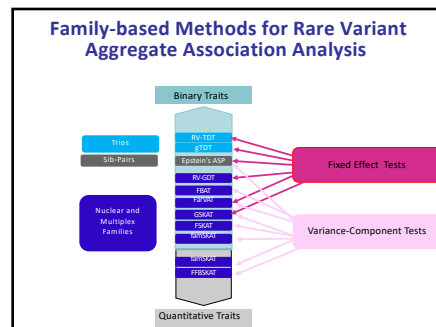 Family-based Methods for Rare Variant
Aggregate Association Analysis
Binary Traits
Trios
Sib-Pairs
Nuclear and
Multiplex
Families
RV-TDT
gTDT
Epstein's ASP
RV-GDT
FBAT
FarVAT
GSKAT
FSKAT
famSKAT
famSKAT
FFBSKAT
Fixed Effect Tests
Variance-Component Tests
Quantitative Traits